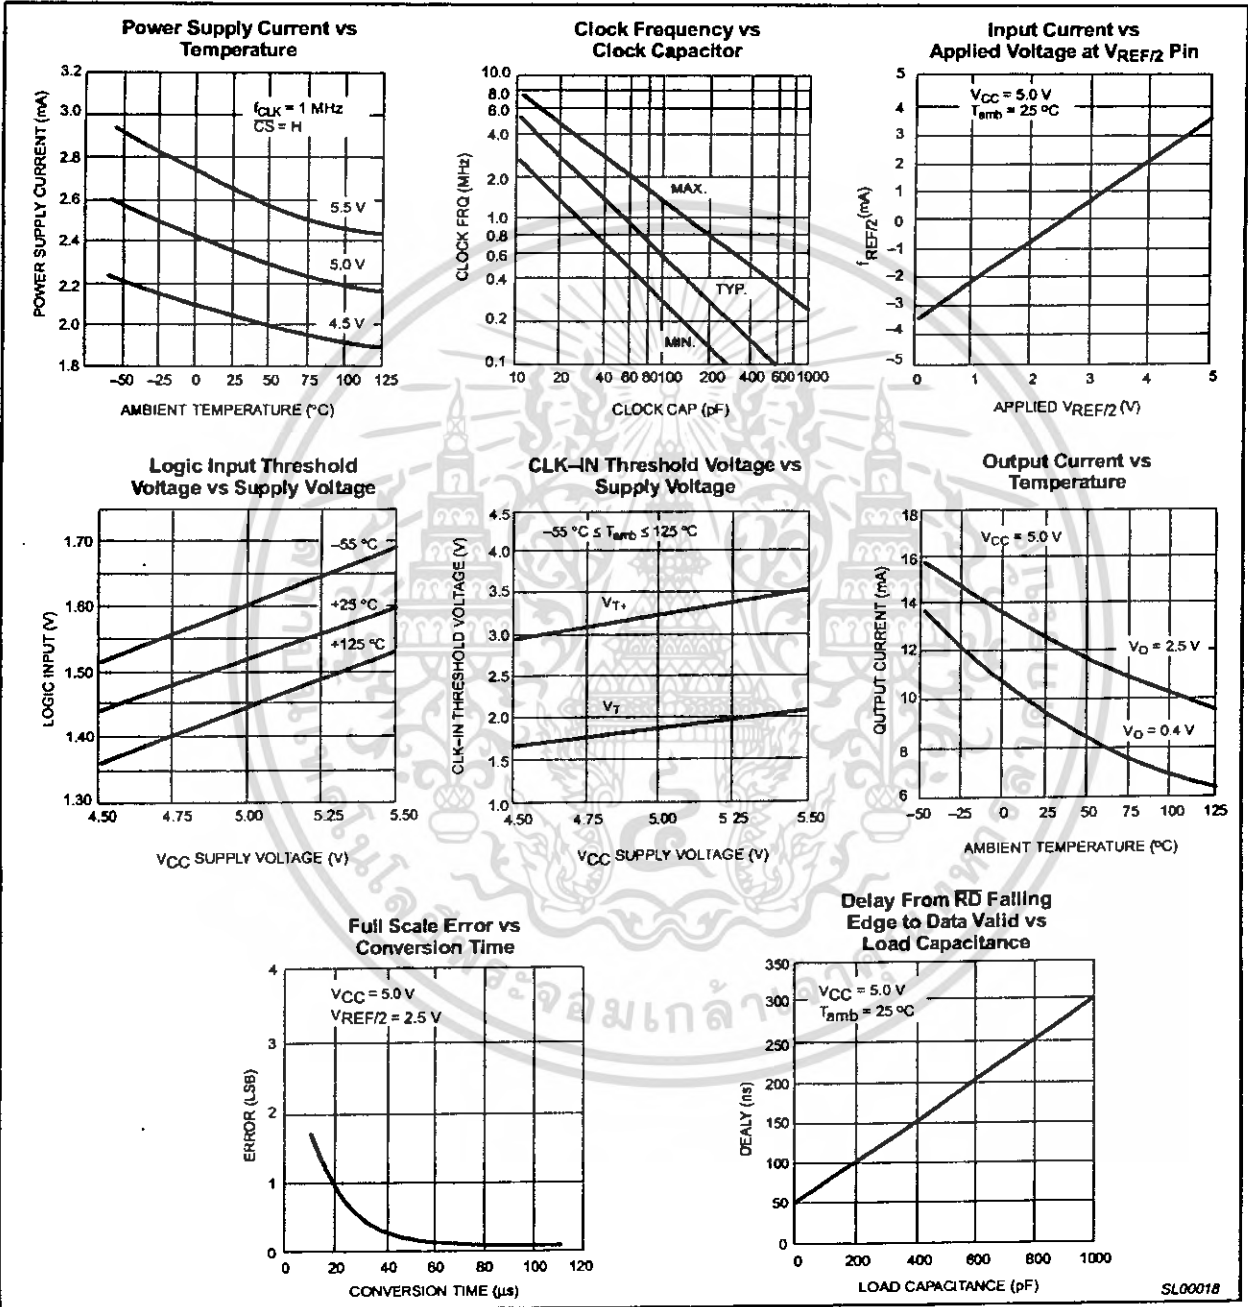 Power Supply Current vs
Temperature
POWER SUPPLY CURRENT (mA)
3.2
3.0
2.8
2.6
2.4
2.2
2.0
1.8
fCLK = 1 MHz
CS = H
5.5 V
5.0 V
4.5 V
–50 –25 0 25 50 75 100 125
AMBIENT TEMPERATURE (°C)
Clock Frequency vs
Clock Capacitor
CLOCK FRQ (MHz)
10.0
8.0
6.0
4.0
2.0
1.0
0.8
0.6
0.4
0.2
0.1
MAX.
TYP.
MIN.
10 20 40 60 80 100 200 400 600 1000
CLOCK CAP (pF)
Input Current vs
Applied Voltage at VREF/2 Pin
fREF/2 (mA)
5
4
3
2
1
0
–1
–2
–3
–4
–5
VCC = 5.0 V
Tamb = 25 °C
0 1 2 3 4 5
APPLIED VREF/2 (V)
Logic Input Threshold
Voltage vs Supply Voltage
LOGIC INPUT (V)
1.70
1.60
1.50
1.40
1.30
–55 °C
+25 °C
+125 °C
4.50 4.75 5.00 5.25 5.50
VCC SUPPLY VOLTAGE (V)
CLK–IN Threshold Voltage vs
Supply Voltage
CLK–IN THRESHOLD VOLTAGE (V)
4.5
4.0
3.5
3.0
2.5
2.0
1.5
1.0
–55 °C ≤ Tamb ≤ 125 °C
VT+
VT
4.50 4.75 5.00 5 25 5.50
VCC SUPPLY VOLTAGE (V)
Output Current vs
Temperature
OUTPUT CURRENT (mA)
18
16
14
12
10
8
6
VCC = 5.0 V
VO = 2.5 V
VO = 0.4 V
–50 –25 0 25 50 75 100 125
AMBIENT TEMPERATURE (°C)
Full Scale Error vs
Conversion Time
ERROR (LSB)
4
3
2
1
0
VCC = 5.0 V
VREF/2 = 2.5 V
0 20 40 60 80 100 120
CONVERSION TIME (µs)
Delay From RD Falling
Edge to Data Valid vs
Load Capacitance
DEALY (ns)
350
300
250
200
150
100
50
0
VCC = 5.0 V
Tamb = 25 °C
0 200 400 600 800 1000
LOAD CAPACITANCE (pF)
SL00018